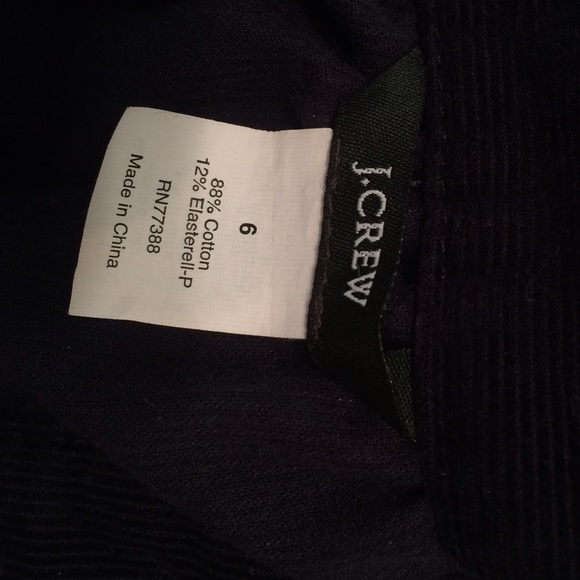 J.CREW
6
88% Cotton
12% Elasterell-P
RN77388
Made in China